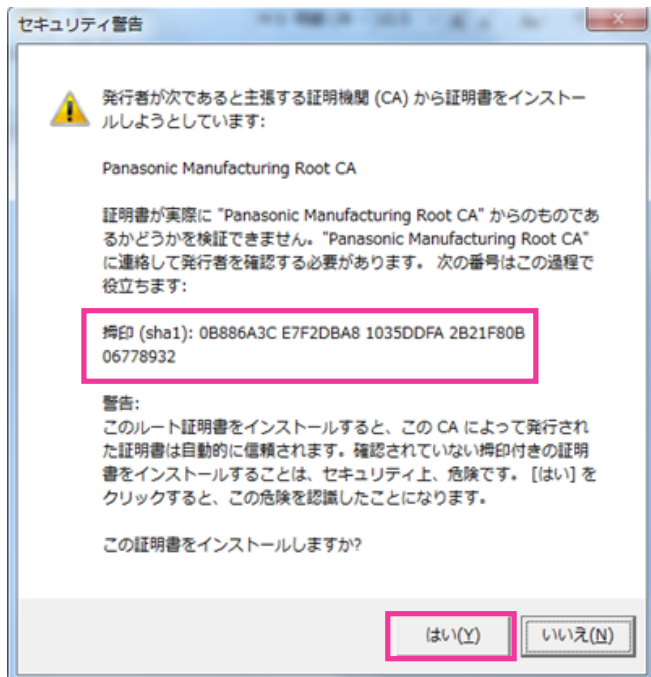 セキュリティ警告
発行者が次であると主張する証明機関 (CA) から証明書をインストー
ルしようとしています:
Panasonic Manufacturing Root CA
証明書が実際に "Panasonic Manufacturing Root CA" からのものであ
るかどうかを検証できません。"Panasonic Manufacturing Root CA"
に連絡して発行者を確認する必要があります。 次の番号はこの過程で
役立ちます:
拇印 (sha1): 0B886A3C E7F2DBA8 1035DDFA 2B21F80B
06778932
警告:
このルート証明書をインストールすると、この CA によって発行され
た証明書は自動的に信頼されます。確認されていない拇印付きの証明
書をインストールすることは、セキュリティ上、危険です。 [はい] を
クリックすると、この危険を認識したことになります。
この証明書をインストールしますか?
はい(Y)
いいえ(N)